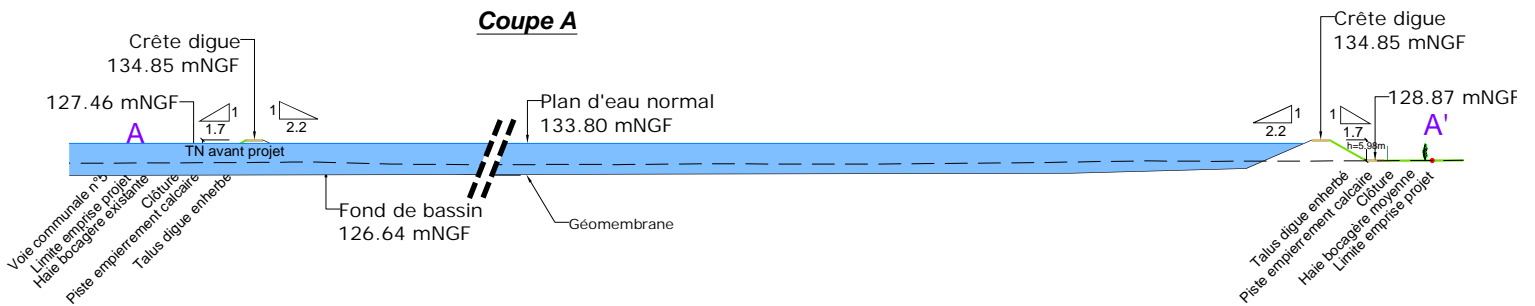 Coupe A
Crête digue
134.85 mNGF
Crête digue
134.85 mNGF
127.46 mNGF
1
1.7
1
2.2
Plan d'eau normal
133.80 mNGF
1
2.2
1
1.7
h=5.98m
128.87 mNGF
A
A'
TN avant projet
Fond de bassin
126.64 mNGF
Géomembrane
Voie communale n°5
Limite emprise projet
Haie bocagère existante
Clôture
Piste empierrement calcaire
Talus digue enherbé
Talus digue enherbé
Piste empierrement calcaire
Clôture
Haie bocagère moyenne
Limite emprise projet